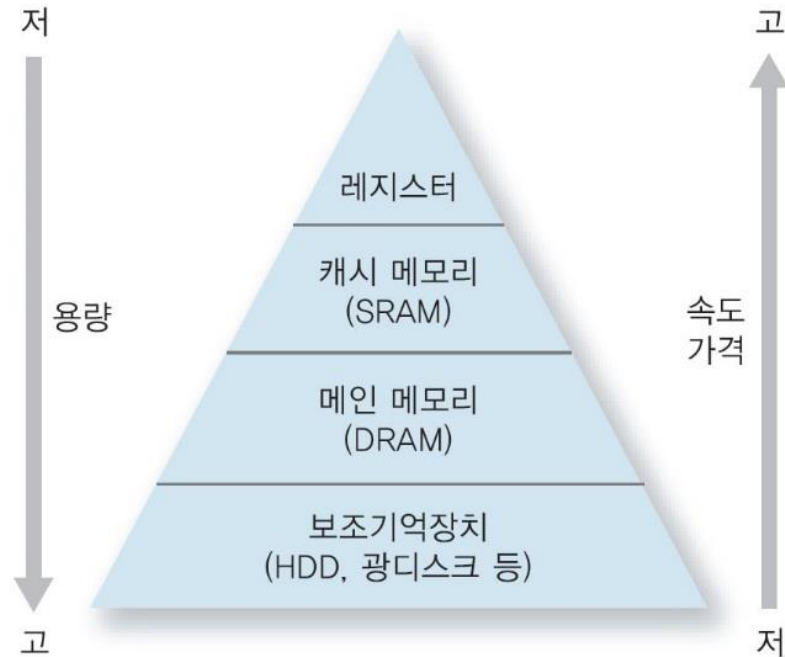 저
고
레지스터
캐시 메모리
(SRAM)
용량
속도
가격
메인 메모리
(DRAM)
보조기억장치
(HDD, 광디스크 등)
고
저